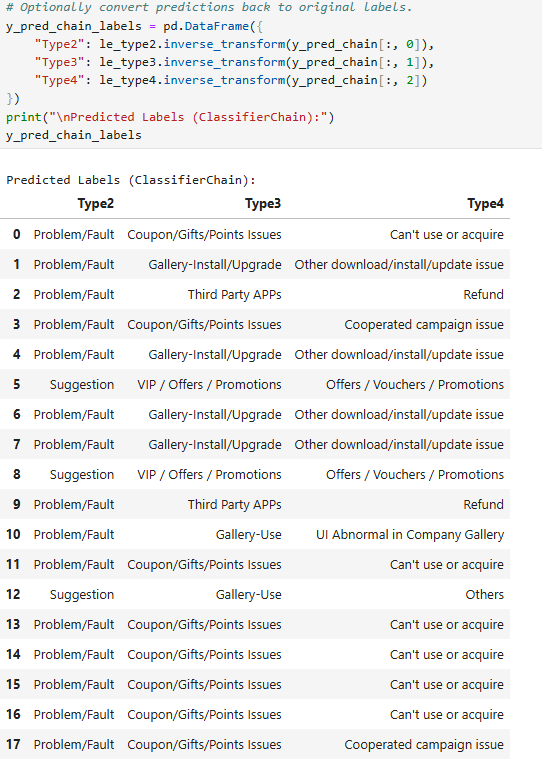 # Optionally convert predictions back to original labels.
y_pred_chain_labels = pd.DataFrame({
    "Type2": le_type2.inverse_transform(y_pred_chain[:, 0]),
    "Type3": le_type3.inverse_transform(y_pred_chain[:, 1]),
    "Type4": le_type4.inverse_transform(y_pred_chain[:, 2])
})
print("\nPredicted Labels (ClassifierChain):")
y_pred_chain_labels
Predicted Labels (ClassifierChain):
Type2 Type3 Type4
0 Problem/Fault Coupon/Gifts/Points Issues Can't use or acquire
1 Problem/Fault Gallery-Install/Upgrade Other download/install/update issue
2 Problem/Fault Third Party APPs Refund
3 Problem/Fault Coupon/Gifts/Points Issues Cooperated campaign issue
4 Problem/Fault Gallery-Install/Upgrade Other download/install/update issue
5 Suggestion VIP / Offers / Promotions Offers / Vouchers / Promotions
6 Problem/Fault Gallery-Install/Upgrade Other download/install/update issue
7 Problem/Fault Gallery-Install/Upgrade Other download/install/update issue
8 Suggestion VIP / Offers / Promotions Offers / Vouchers / Promotions
9 Problem/Fault Third Party APPs Refund
10 Problem/Fault Gallery-Use UI Abnormal in Company Gallery
11 Problem/Fault Coupon/Gifts/Points Issues Can't use or acquire
12 Suggestion Gallery-Use Others
13 Problem/Fault Coupon/Gifts/Points Issues Can't use or acquire
14 Problem/Fault Coupon/Gifts/Points Issues Can't use or acquire
15 Problem/Fault Coupon/Gifts/Points Issues Can't use or acquire
16 Problem/Fault Coupon/Gifts/Points Issues Can't use or acquire
17 Problem/Fault Coupon/Gifts/Points Issues Cooperated campaign issue